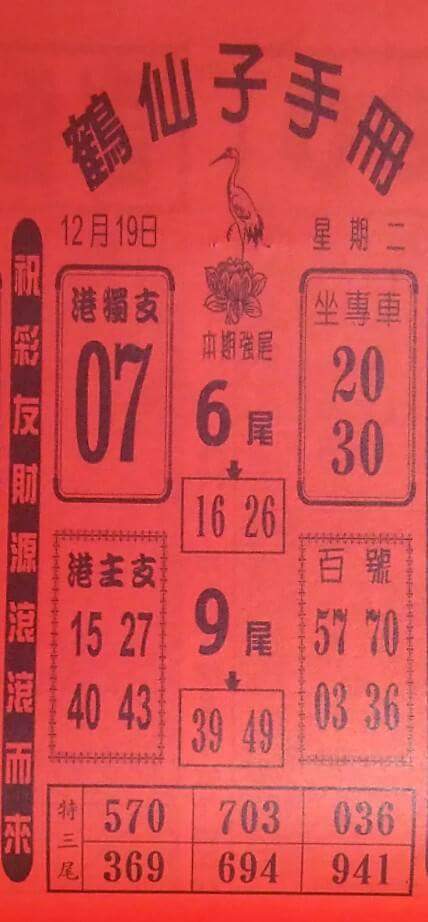 鶴仙子手冊
12月19日
星期二
祝彩友財源滾滾而來
港獨支
07
本期強尾
6尾
16 26
坐專車
20
30
港主支
15 27
40 43
9尾
39 49
百號
57 70
03 36
特三尾
570 703 036
369 694 941